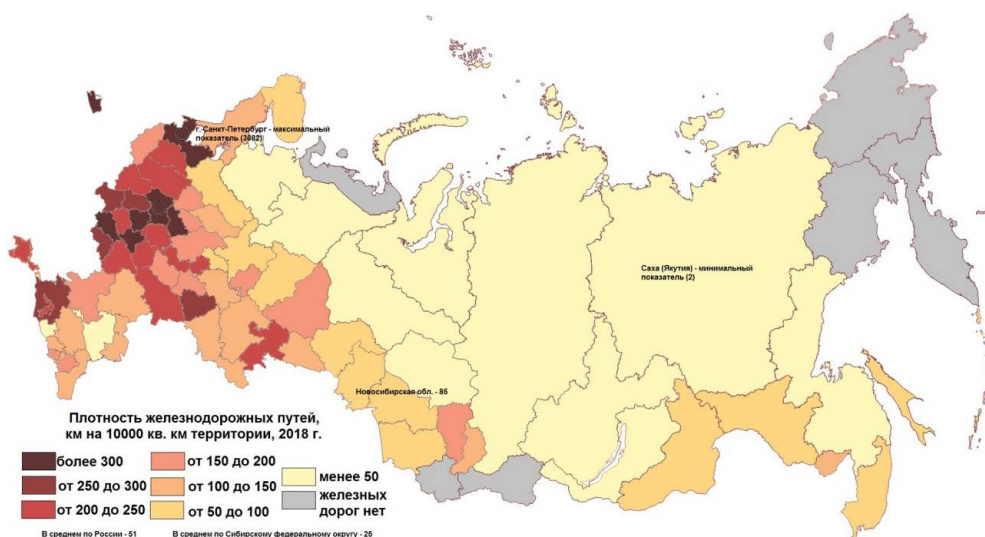 г. Санкт-Петербург - максимальный
показатель (3082)
Саха (Якутия) - минимальный
показатель (2)
Новосибирская обл. - 85
Плотность железнодорожных путей,
км на 10000 кв. км территории, 2018 г.
более 300
от 150 до 200
менее 50
от 250 до 300
от 100 до 150
железных
дорог нет
от 200 до 250
от 50 до 100
В среднем по России - 51
В среднем по Сибирскому федеральному округу - 25